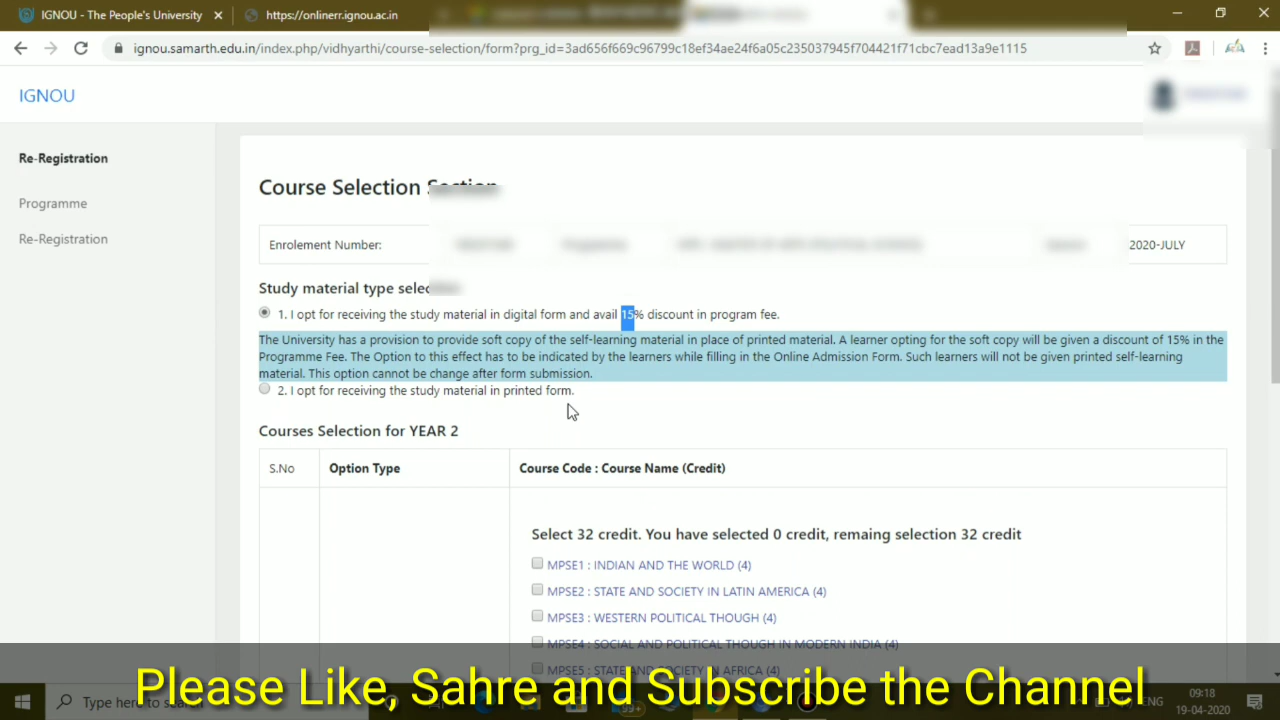 IGNOU - The People's University
https://onlinerr.ignou.ac.in
ignou.samarth.edu.in/index.php/vidhyarthi/course-selection/form?prg_id=3ad656f669c96799c18ef34ae24f6a05c235037945f704421f71cbc7ead13a9e1115
IGNOU
Re-Registration
Programme
Re-Registration
Course Selection Section
Enrolement Number:
2020-JULY
Study material type selec
1. I opt for receiving the study material in digital form and avail 15% discount in program fee.
The University has a provision to provide soft copy of the self-learning material in place of printed material. A learner opting for the soft copy will be given a discount of 15% in the
Programme Fee. The Option to this effect has to be indicated by the learners while filling in the Online Admission Form. Such learners will not be given printed self-learning
material. This option cannot be change after form submission.
2. I opt for receiving the study material in printed form.
Courses Selection for YEAR 2
S.No Option Type Course Code : Course Name (Credit)
Select 32 credit. You have selected 0 credit, remaing selection 32 credit
MPSE1 : INDIAN AND THE WORLD (4)
MPSE2 : STATE AND SOCIETY IN LATIN AMERICA (4)
MPSE3 : WESTERN POLITICAL THOUGH (4)
MPSE4 : SOCIAL AND POLITICAL THOUGH IN MODERN INDIA (4)
MPSE5 : STATE AND SOCIETY IN AFRICA (4)
Please Like, Sahre and Subscribe the Channel
Type here to search
99+
ENG
09:18
19-04-2020